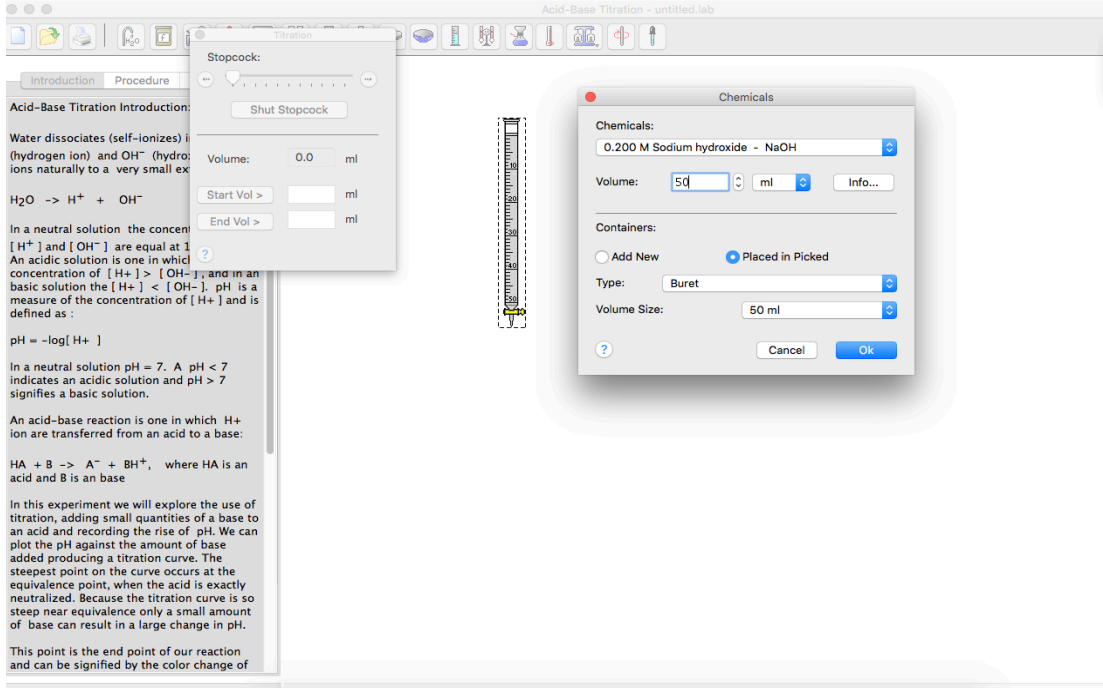 Acid-Base Titration - untitled.lab
H₂O
Titration
Stopcock:
Shut Stopcock
Volume:
0.0
ml
Start Vol >
ml
End Vol >
ml
?
Introduction
Procedure
Acid-Base Titration Introduction:
Water dissociates (self-ionizes) i
(hydrogen ion) and OH⁻ (hydro
ions naturally to a very small ex
H₂O -> H⁺ + OH⁻
In a neutral solution the concen
[ H⁺ ] and [ OH⁻ ] are equal at 1
An acidic solution is one in which
concentration of [ H+ ] > [ OH- ] , and in an
basic solution the [ H+ ] < [ OH- ]. pH is a
measure of the concentration of [ H+ ] and is
defined as :
pH = -log[ H+ ]
In a neutral solution pH = 7. A pH < 7
indicates an acidic solution and pH > 7
signifies a basic solution.
An acid-base reaction is one in which H+
ion are transferred from an acid to a base:
HA + B -> A⁻ + BH⁺, where HA is an
acid and B is an base
In this experiment we will explore the use of
titration, adding small quantities of a base to
an acid and recording the rise of pH. We can
plot the pH against the amount of base
added producing a titration curve. The
steepest point on the curve occurs at the
equivalence point, when the acid is exactly
neutralized. Because the titration curve is so
steep near equivalence only a small amount
of base can result in a large change in pH.
This point is the end point of our reaction
and can be signified by the color change of
10
20
30
40
50
Chemicals
Chemicals:
0.200 M Sodium hydroxide - NaOH
Volume:
50
ml
Info...
Containers:
Add New
Placed in Picked
Type:
Buret
Volume Size:
50 ml
?
Cancel
Ok